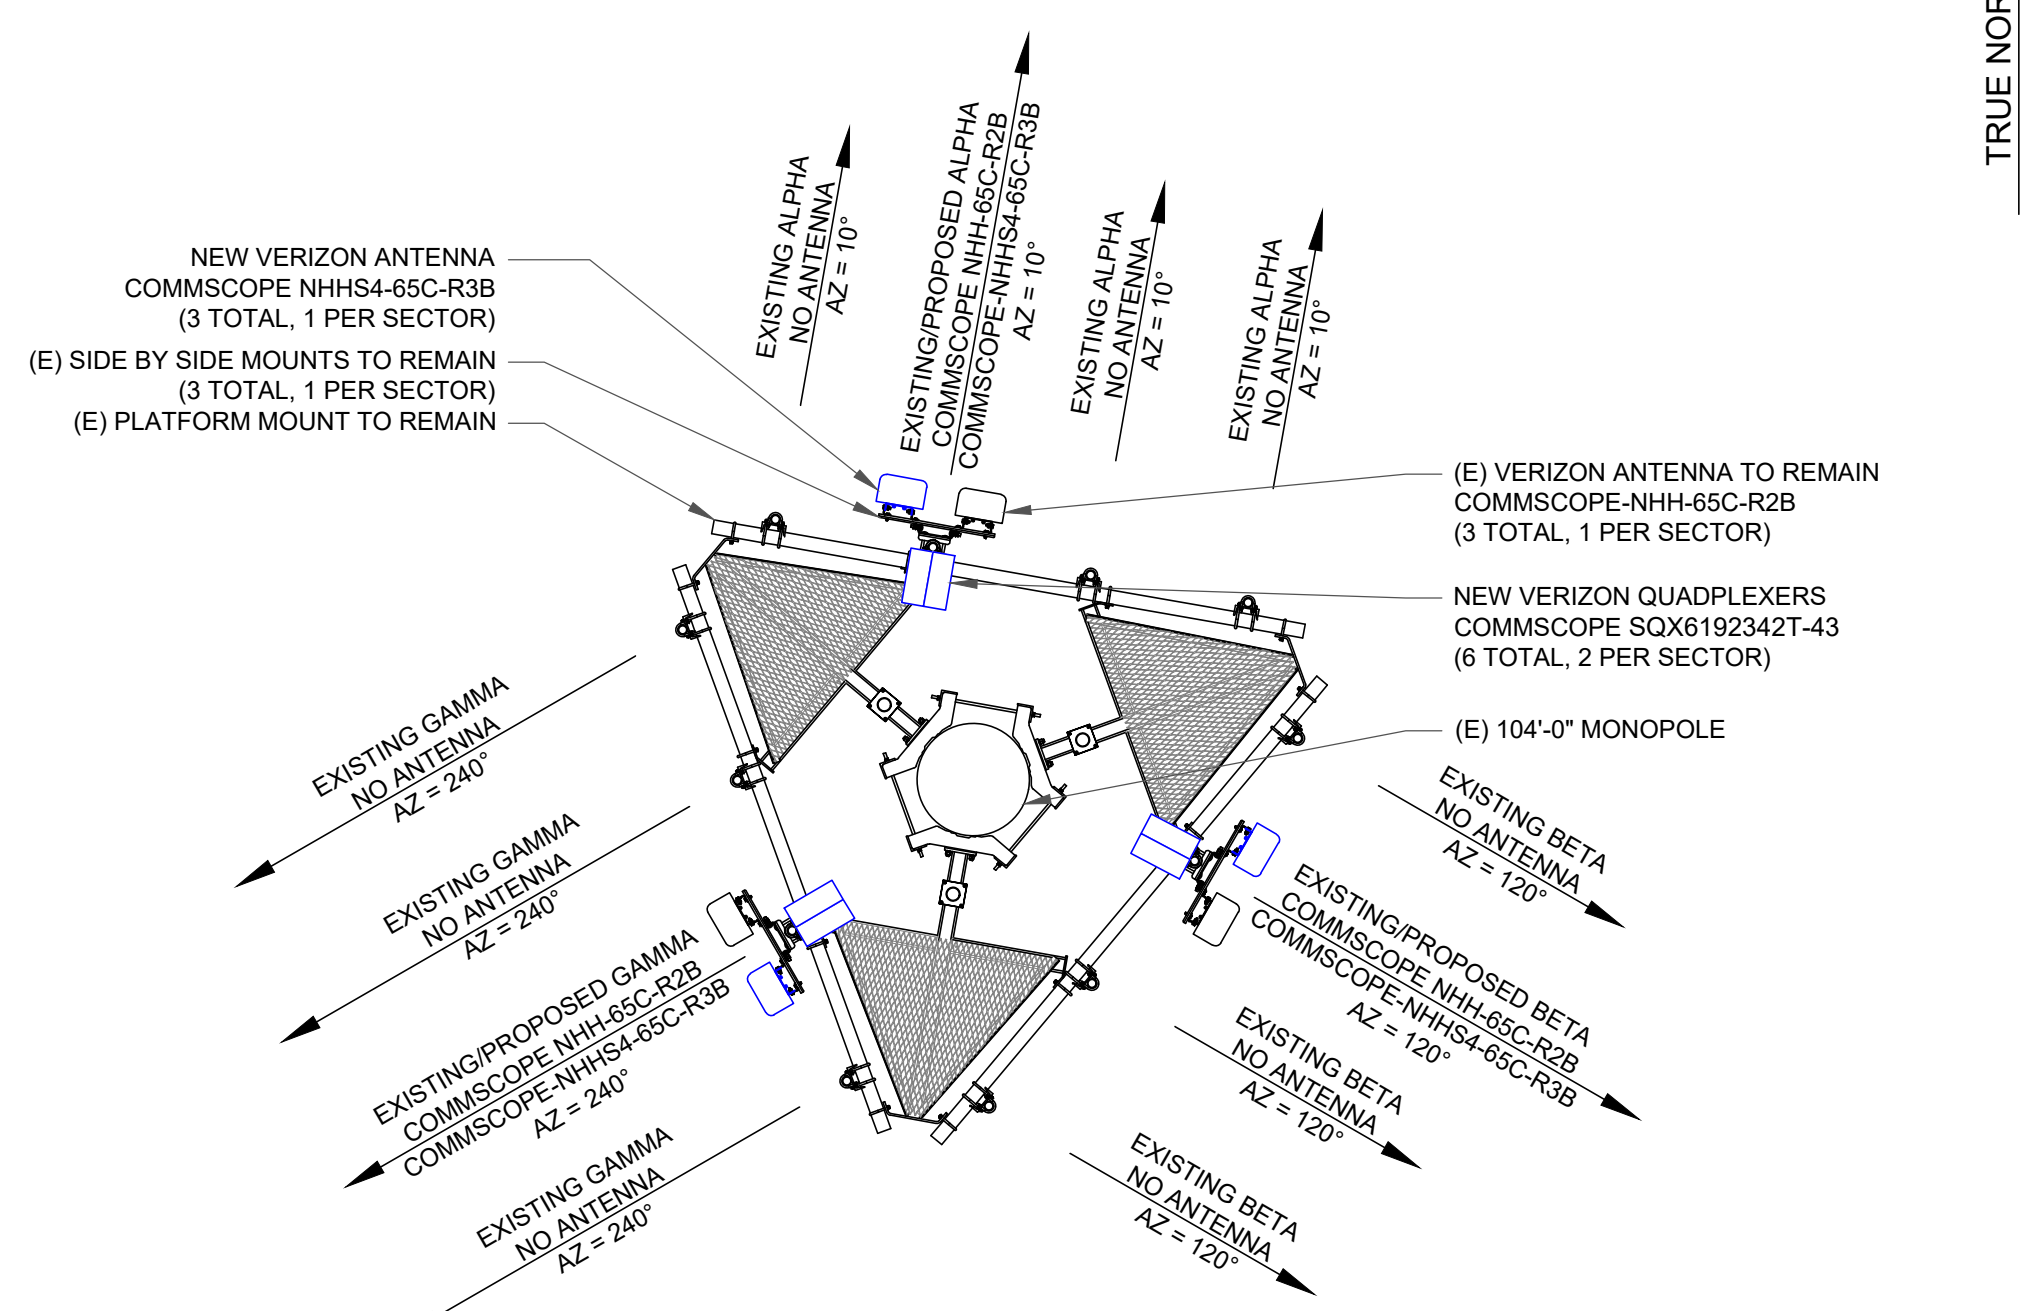 TRUE NOR
NEW VERIZON ANTENNA
COMMSCOPE NHHS4-65C-R3B
(3 TOTAL, 1 PER SECTOR)
(E) SIDE BY SIDE MOUNTS TO REMAIN
(3 TOTAL, 1 PER SECTOR)
(E) PLATFORM MOUNT TO REMAIN
EXISTING ALPHA
NO ANTENNA
AZ = 10°
EXISTING/PROPOSED ALPHA
COMMSCOPE NHH-65C-R2B
COMMSCOPE-NHHS4-65C-R3B
AZ = 10°
EXISTING ALPHA
NO ANTENNA
AZ = 10°
EXISTING ALPHA
NO ANTENNA
AZ = 10°
(E) VERIZON ANTENNA TO REMAIN
COMMSCOPE-NHH-65C-R2B
(3 TOTAL, 1 PER SECTOR)
NEW VERIZON QUADPLEXERS
COMMSCOPE SQX6192342T-43
(6 TOTAL, 2 PER SECTOR)
(E) 104'-0" MONOPOLE
EXISTING BETA
NO ANTENNA
AZ = 120°
EXISTING/PROPOSED BETA
COMMSCOPE NHH-65C-R2B
COMMSCOPE-NHHS4-65C-R3B
AZ = 120°
EXISTING BETA
NO ANTENNA
AZ = 120°
EXISTING BETA
NO ANTENNA
AZ = 120°
EXISTING GAMMA
NO ANTENNA
AZ = 240°
EXISTING GAMMA
NO ANTENNA
AZ = 240°
EXISTING/PROPOSED GAMMA
COMMSCOPE NHH-65C-R2B
COMMSCOPE-NHHS4-65C-R3B
AZ = 240°
EXISTING GAMMA
NO ANTENNA
AZ = 240°